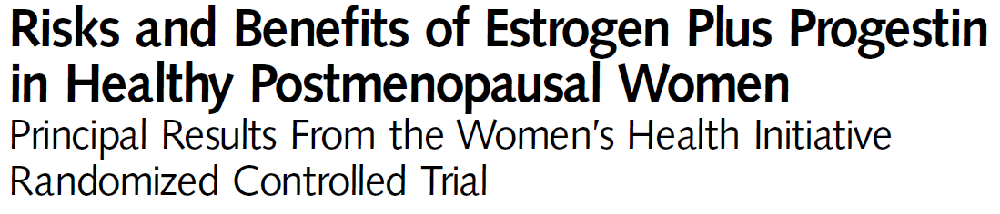 Risks and Benefits of Estrogen Plus Progestin
in Healthy Postmenopausal Women
Principal Results From the Women’s Health Initiative
Randomized Controlled Trial